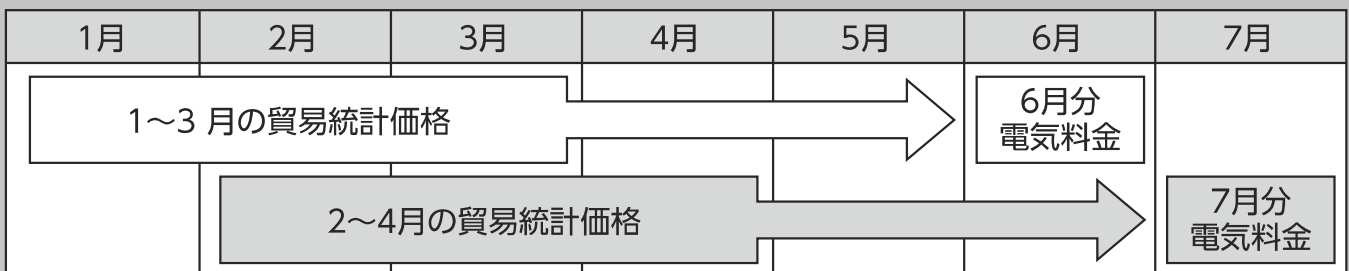 1月 2月 3月 4月 5月 6月 7月
1～3 月の貿易統計価格
6月分
電気料金
2～4月の貿易統計価格
7月分
電気料金